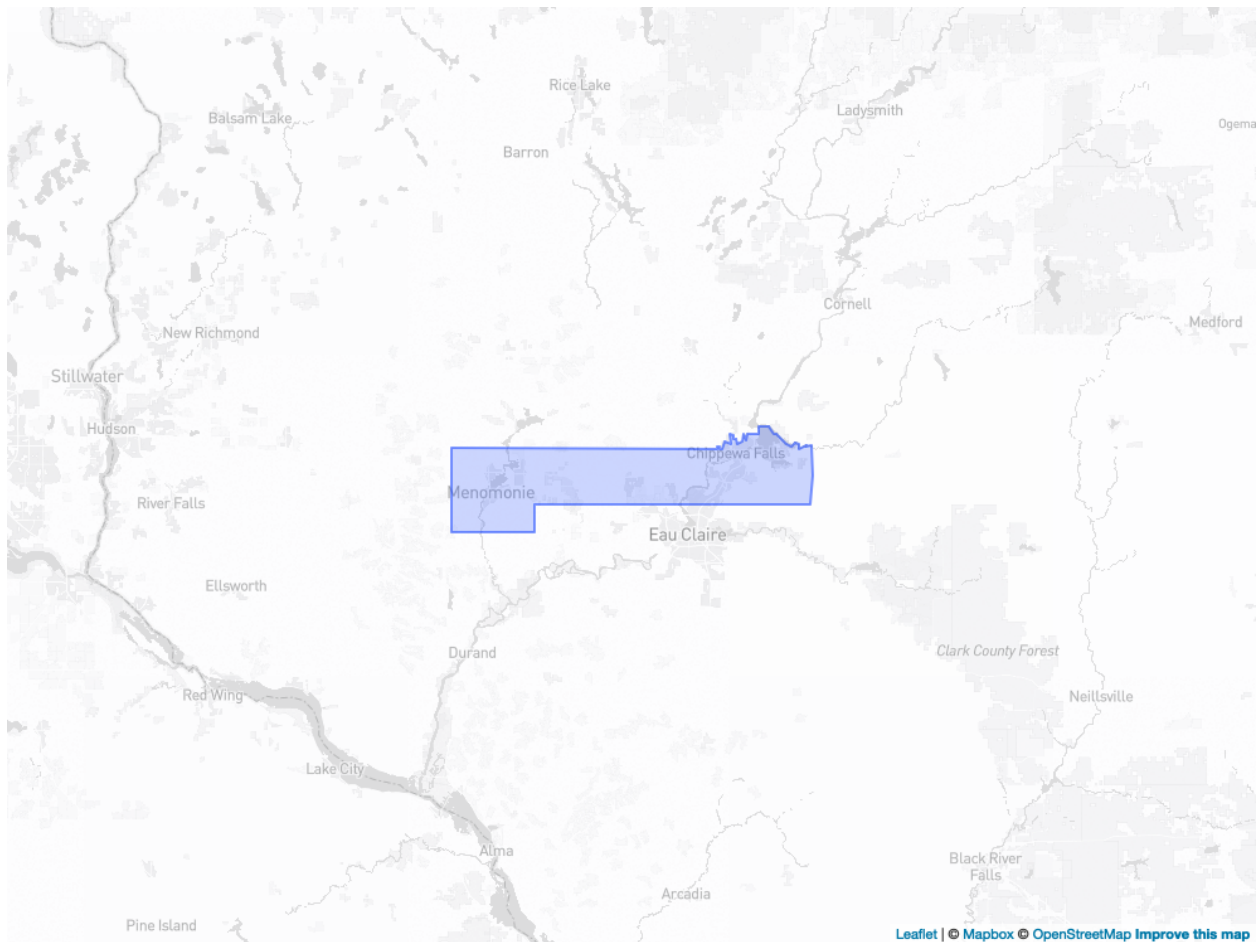 Rice Lake
Ladysmith
Balsam Lake
Ogema
Barron
Cornell
Medford
New Richmond
Stillwater
Hudson
Chippewa Falls
Menomonie
River Falls
Eau Claire
Ellsworth
Durand
Clark County Forest
Red Wing
Neillsville
Lake City
Alma
Black River
Falls
Arcadia
Pine Island
Leaflet | © Mapbox © OpenStreetMap Improve this map